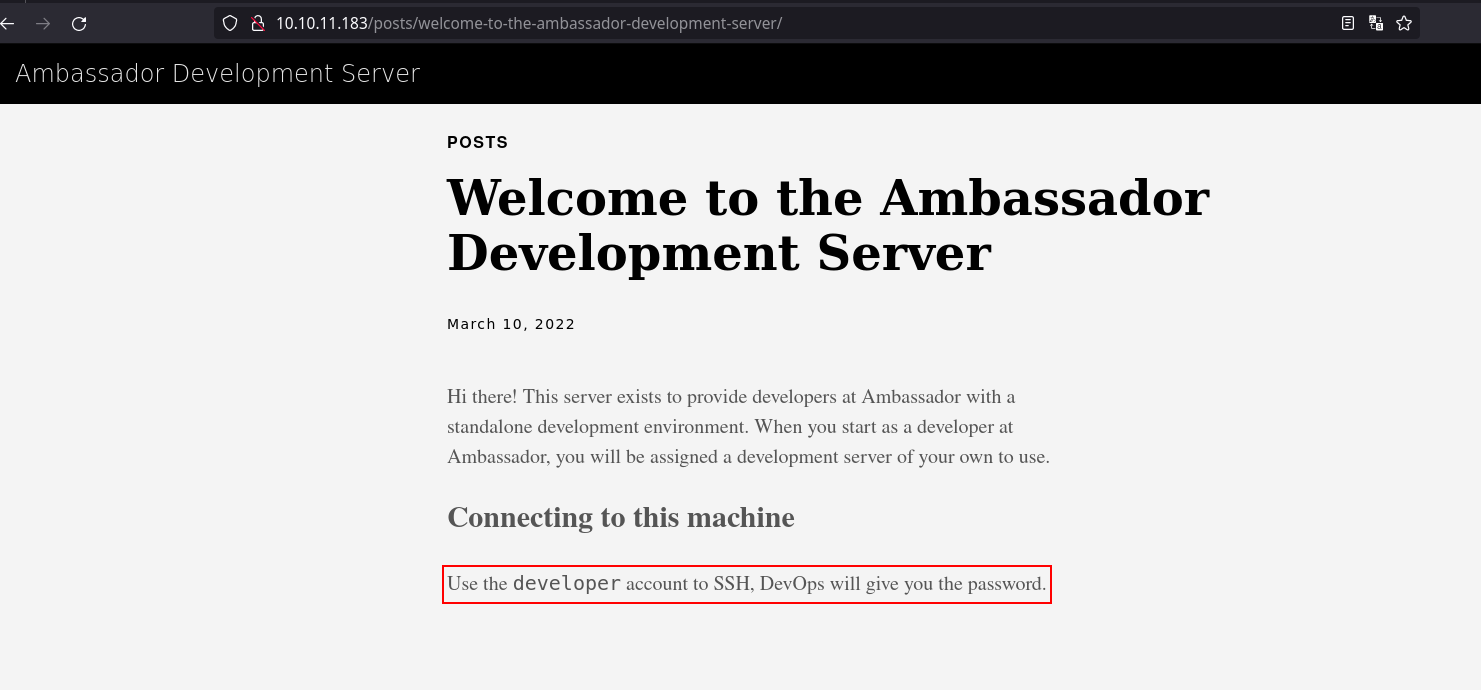 10.10.11.183/posts/welcome-to-the-ambassador-development-server/
Ambassador Development Server
POSTS
Welcome to the Ambassador
Development Server
March 10, 2022
Hi there! This server exists to provide developers at Ambassador with a
standalone development environment. When you start as a developer at
Ambassador, you will be assigned a development server of your own to use.
Connecting to this machine
Use the developer account to SSH, DevOps will give you the password.